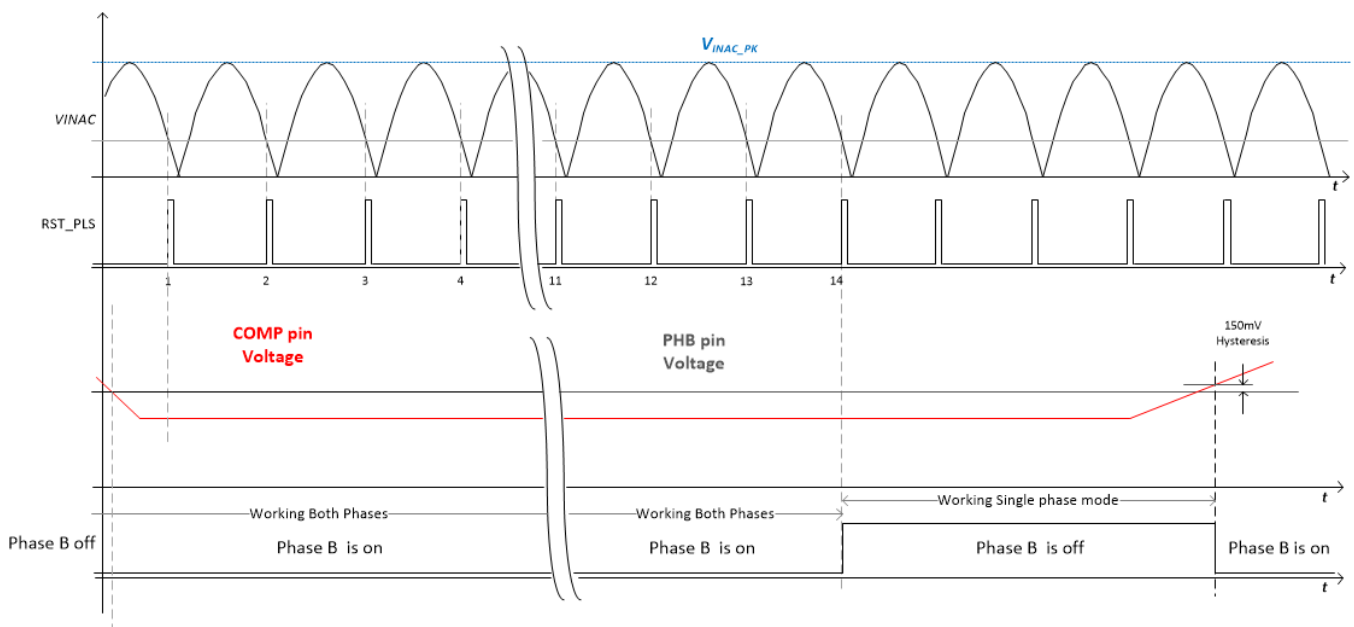 V_INAC_PK
VINAC
t
RST_PLS
1 2 3 4 11 12 13 14
t
COMP pin
Voltage
PHB pin
Voltage
150mV
Hysteresis
t
Working Both Phases
Working Both Phases
Working Single phase mode
Phase B off
Phase B is on
Phase B is on
Phase B is off
Phase B is on
t